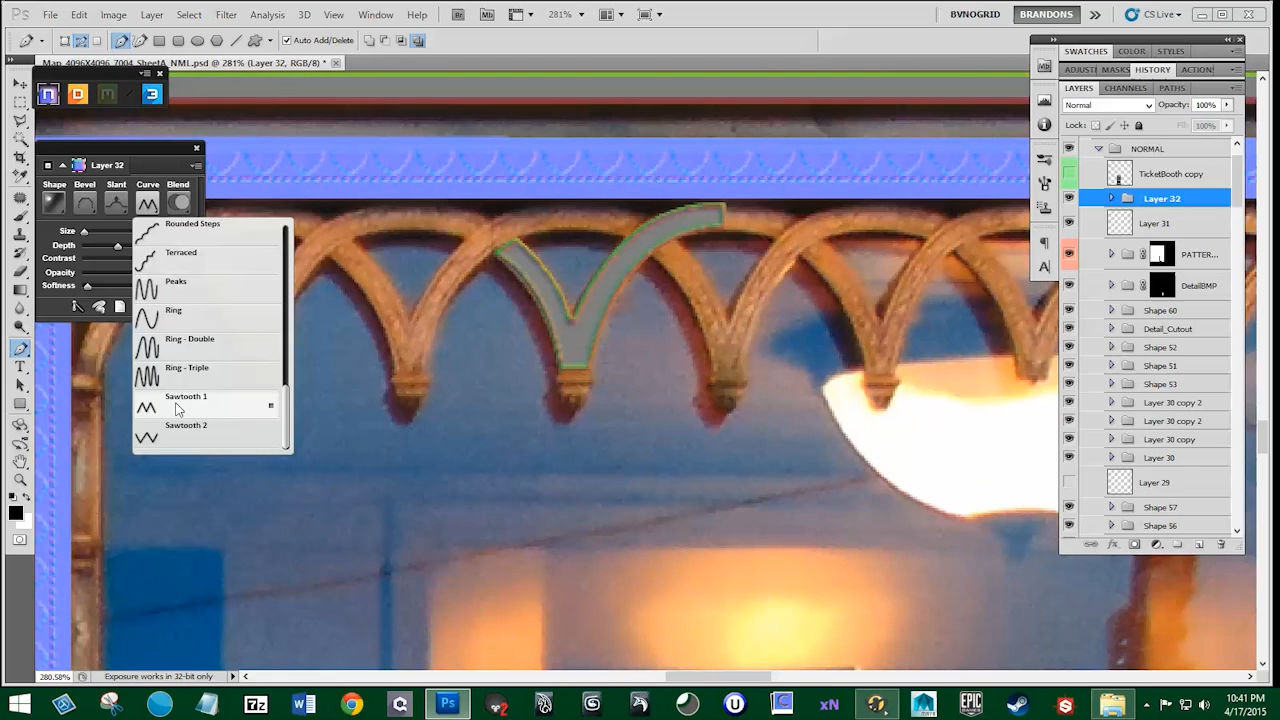 Ps File Edit Image Layer Select Filter Analysis 3D View Window Help Br Mb 281% BVNOGRID BRANDONS CS Live
Auto Add/Delete
Map_4096X4096_7004_SheetA_NML.psd @ 281% (Layer 32, RGB/8) *
SWATCHES COLOR STYLES
ADJUSTI MASKS HISTORY ACTIONS
LAYERS CHANNELS PATHS
Normal Opacity: 100%
Lock: Fill: 100%
NORMAL
TicketBooth copy
Layer 32
Layer 31
PATTER...
DetailBMP
Shape 60
Detail_Cutout
Shape 52
Shape 51
Shape 53
Layer 30 copy 2
Layer 30 copy 2
Layer 30 copy
Layer 30
Layer 29
Shape 57
Shape 56
Layer 32
Shape Bevel Slant Curve Blend
Size
Depth
Contrast
Opacity
Softness
Rounded Steps
Terraced
Peaks
Ring
Ring - Double
Ring - Triple
Sawtooth 1
Sawtooth 2
280.58% Exposure works in 32-bit only
10:41 PM
4/17/2015